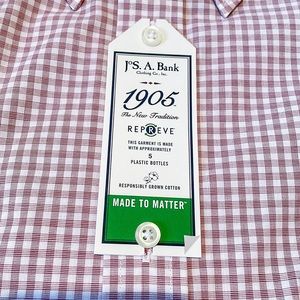 JoS. A. Bank
Clothing Co., Inc.
1905
The New Tradition
REPREVE
THIS GARMENT IS MADE
WITH APPROXIMATELY
5
PLASTIC BOTTLES
RESPONSIBLY GROWN COTTON
MADE TO MATTER™